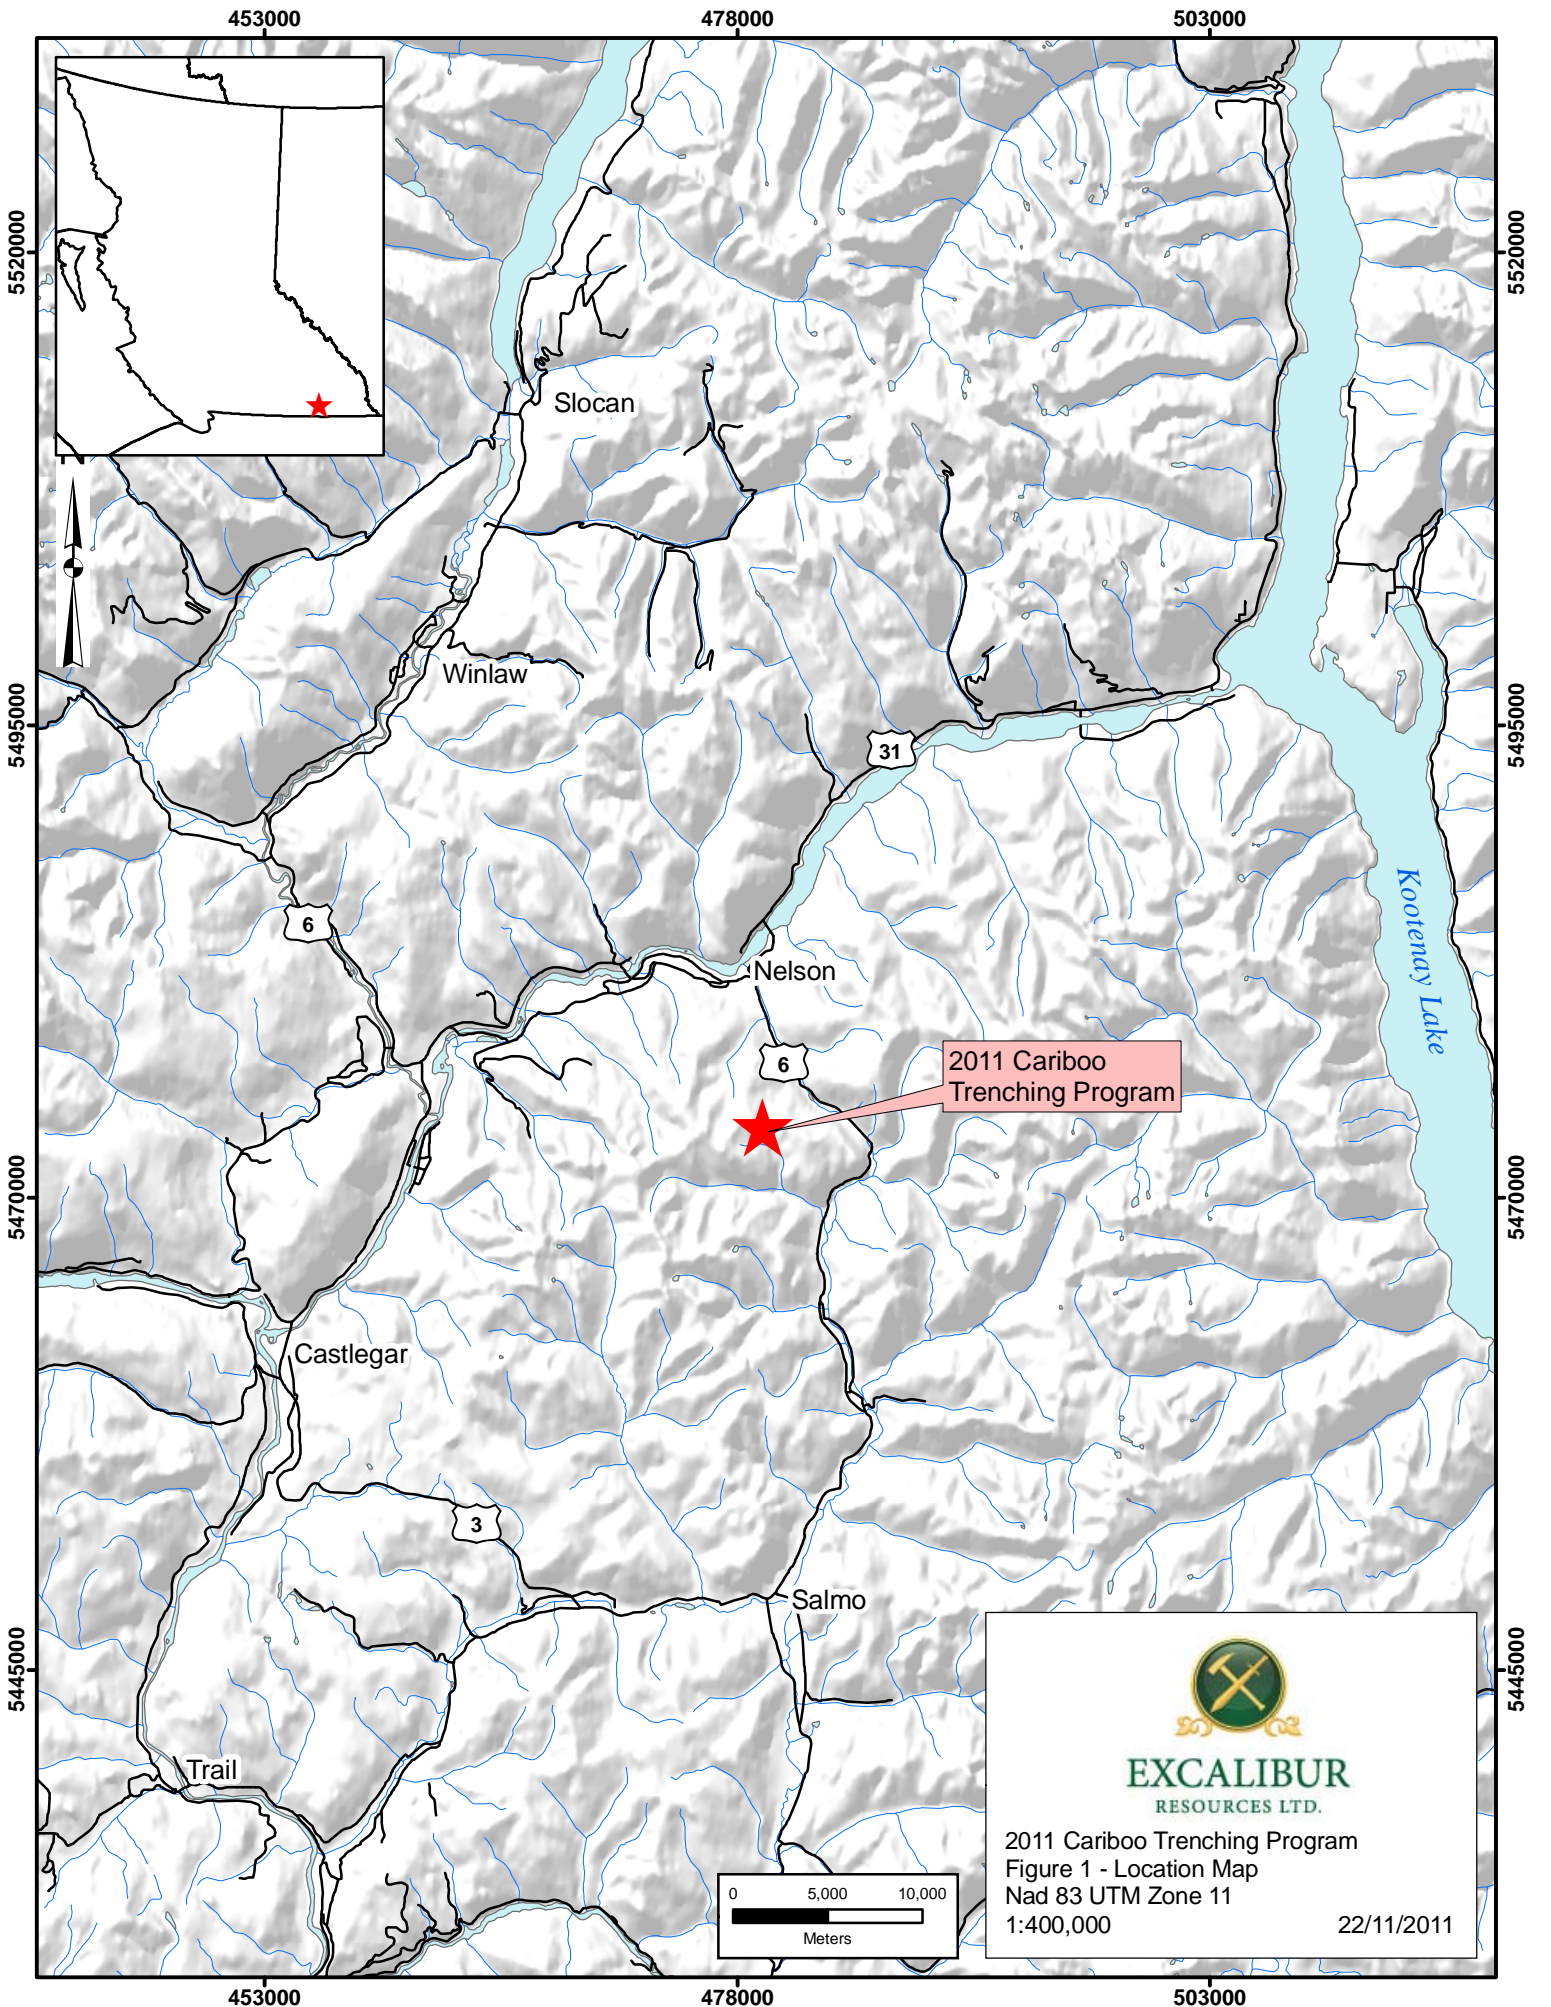 453000
478000
503000
5520000
5520000
Slocan
Winlaw
5495000
5495000
31
6
Kootenay Lake
Nelson
6
2011 Cariboo
Trenching Program
5470000
5470000
Castlegar
3
Salmo
5445000
5445000
Trail
EXCALIBUR
RESOURCES LTD.
2011 Cariboo Trenching Program
Figure 1 - Location Map
Nad 83 UTM Zone 11
1:400,000
22/11/2011
0 5,000 10,000
Meters
453000
478000
503000